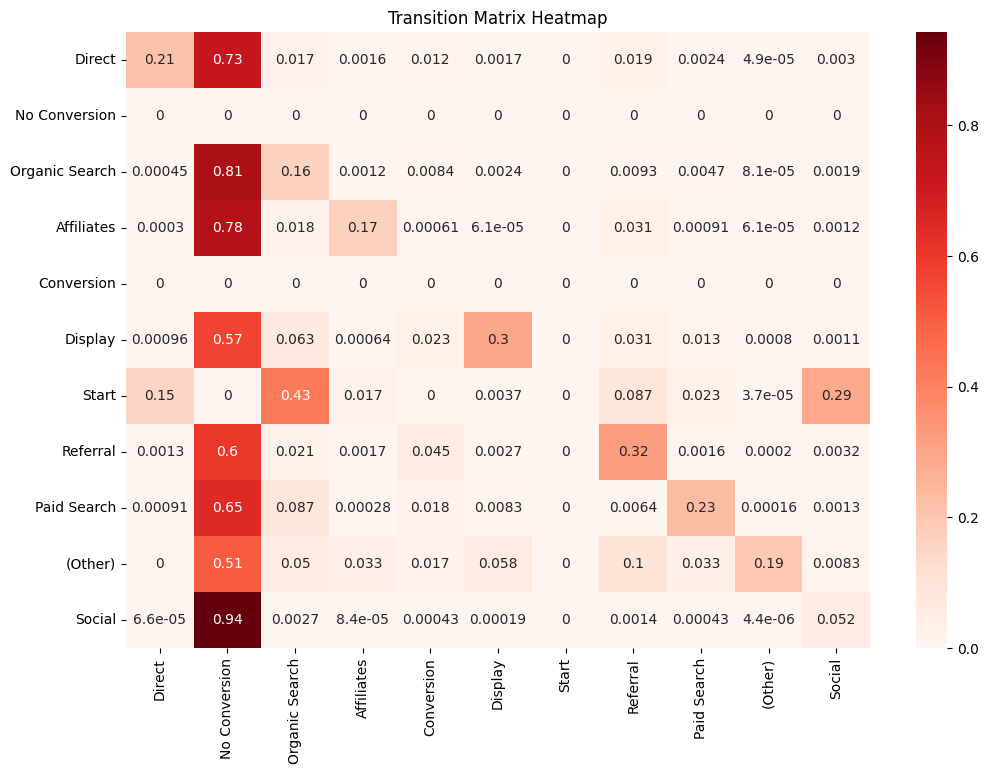 Transition Matrix Heatmap
Direct 0.21 0.73 0.017 0.0016 0.012 0.0017 0 0.019 0.0024 4.9e-05 0.003
No Conversion 0 0 0 0 0 0 0 0 0 0 0
Organic Search 0.00045 0.81 0.16 0.0012 0.0084 0.0024 0 0.0093 0.0047 8.1e-05 0.0019
Affiliates 0.0003 0.78 0.018 0.17 0.00061 6.1e-05 0 0.031 0.00091 6.1e-05 0.0012
Conversion 0 0 0 0 0 0 0 0 0 0 0
Display 0.00096 0.57 0.063 0.00064 0.023 0.3 0 0.031 0.013 0.0008 0.0011
Start 0.15 0 0.43 0.017 0 0.0037 0 0.087 0.023 3.7e-05 0.29
Referral 0.0013 0.6 0.021 0.0017 0.045 0.0027 0 0.32 0.0016 0.0002 0.0032
Paid Search 0.00091 0.65 0.087 0.00028 0.018 0.0083 0 0.0064 0.23 0.00016 0.0013
(Other) 0 0.51 0.05 0.033 0.017 0.058 0 0.1 0.033 0.19 0.0083
Social 6.6e-05 0.94 0.0027 8.4e-05 0.00043 0.00019 0 0.0014 0.00043 4.4e-06 0.052
Direct No Conversion Organic Search Affiliates Conversion Display Start Referral Paid Search (Other) Social
0.8
0.6
0.4
0.2
0.0